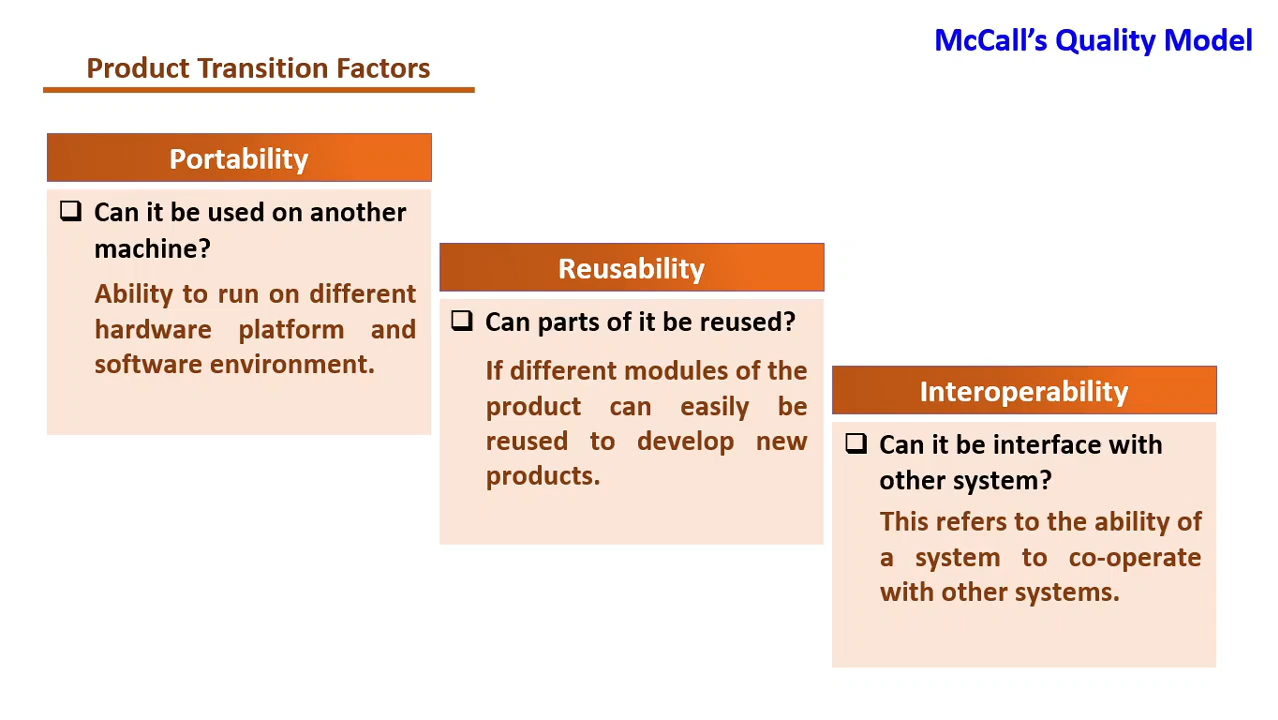 McCall’s Quality Model
Product Transition Factors
Portability
Can it be used on another
machine?
Ability to run on different
hardware platform and
software environment.
Reusability
Can parts of it be reused?
If different modules of the
product can easily be
reused to develop new
products.
Interoperability
Can it be interface with
other system?
This refers to the ability of
a system to co-operate
with other systems.